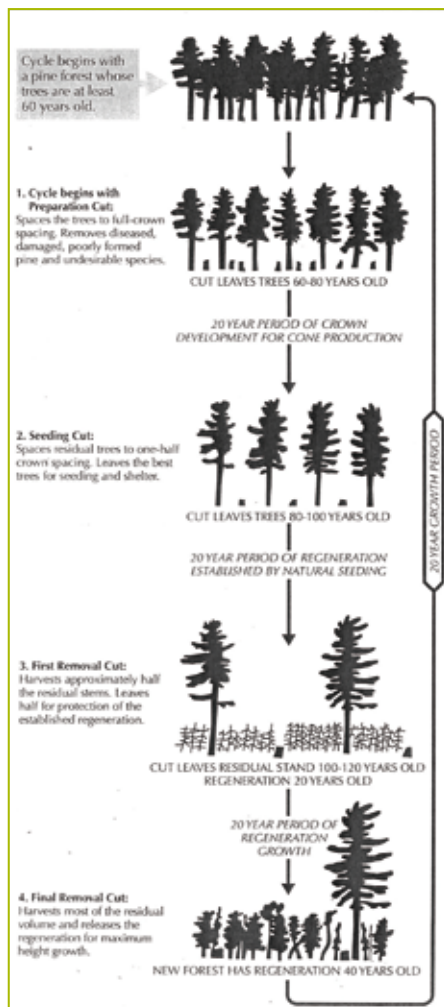 Cycle begins with
a pine forest whose
trees are at least
60 years old.
1. Cycle begins with
Preparation Cut:
Spaces the trees to full-crown
spacing. Removes diseased,
damaged, poorly formed
pine and undesirable species.
CUT LEAVES TREES 60-80 YEARS OLD
20 YEAR PERIOD OF CROWN
DEVELOPMENT FOR CONE PRODUCTION
2. Seeding Cut:
Spaces residual trees to one-half
crown spacing. Leaves the best
trees for seeding and shelter.
CUT LEAVES TREES 80-100 YEARS OLD
20 YEAR PERIOD OF REGENERATION
ESTABLISHED BY NATURAL SEEDING
3. First Removal Cut:
Harvests approximately half
the residual stems. Leaves
half for protection of the
established regeneration.
CUT LEAVES RESIDUAL STAND 100-120 YEARS OLD
REGENERATION 20 YEARS OLD
20 YEAR PERIOD OF
REGENERATION
GROWTH
4. Final Removal Cut:
Harvests most of the residual
volume and releases the
regeneration for maximum
height growth.
NEW FOREST HAS REGENERATION 40 YEARS OLD
20 YEAR GROWTH PERIOD